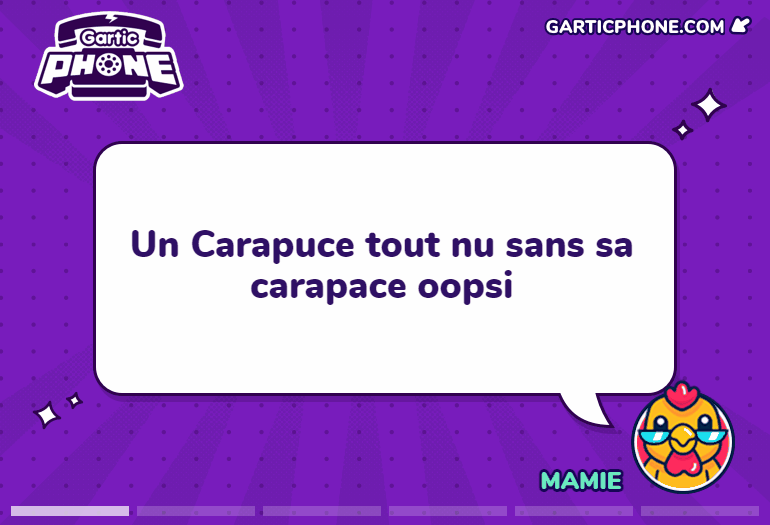 Gartic
PHONE
GARTICPHONE.COM
Un Carapuce tout nu sans sa
carapace oopsi
MAMIE